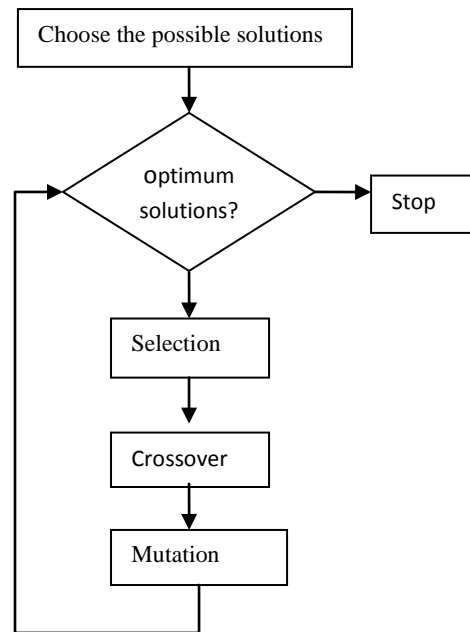 Choose the possible solutions
optimum
solutions?
Stop
Selection
Crossover
Mutation